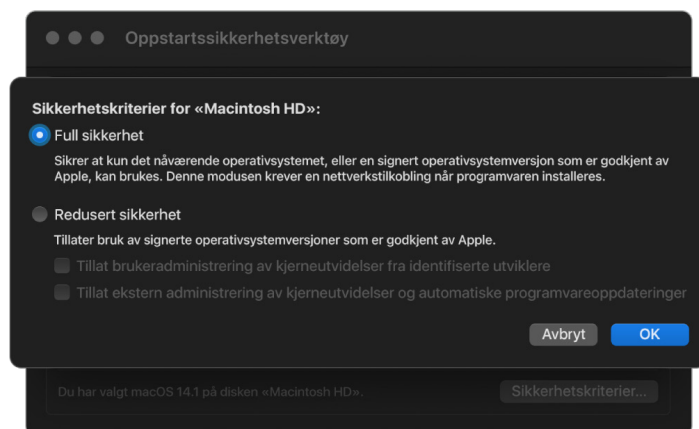 Oppstartssikkerhetsverktøy
Sikkerhetskriterier for «Macintosh HD»:
Full sikkerhet
Sikrer at kun det nåværende operativsystemet, eller en signert operativsystemversjon som er godkjent av
Apple, kan brukes. Denne modusen krever en nettverkstilkobling når programvaren installeres.
Redusert sikkerhet
Tillater bruk av signerte operativsystemversjoner som er godkjent av Apple.
Tillat brukeradministrering av kjerneutvidelser fra identifiserte utviklere
Tillat ekstern administrering av kjerneutvidelser og automatiske programvareoppdateringer
Avbryt OK
Du har valgt macOS 14.1 på disken «Macintosh HD». Sikkerhetskriterier...